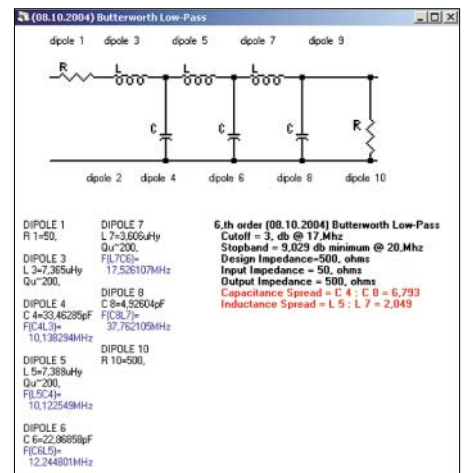 (08.10.2004) Butterworth Low-Pass
dipole 1 dipole 3 dipole 5 dipole 7 dipole 9
R L L L
C C C R
dipole 2 dipole 4 dipole 6 dipole 8 dipole 10
DIPOLE 1
R 1=50,
DIPOLE 3
L 3=7,365uHy
Qu~200,
DIPOLE 4
C 4=33,46285pF
F(C4L3)=
10,138294MHz
DIPOLE 5
L 5=7,388uHy
Qu~200,
F(L5C4)=
10,122549MHz
DIPOLE 6
C 6=22,86858pF
F(C6L5)=
12,244801MHz
DIPOLE 7
L 7=3,606uHy
Qu~200,
F(L7C6)=
17,526107MHz
DIPOLE 8
C 8=4,92604pF
F(C8L7)=
37,762105MHz
DIPOLE 10
R 10=500,
6,th order (08.10.2004) Butterworth Low-Pass
Cutoff = 3, db @ 17,Mhz
Stopband = 9,029 db minimum @ 20,Mhz
Design Impedance=500, ohms
Input Impedance = 50, ohms
Output Impedance = 500, ohms
Capacitance Spread = C 4 : C 8 = 6,793
Inductance Spread = L 5 : L 7 = 2,049